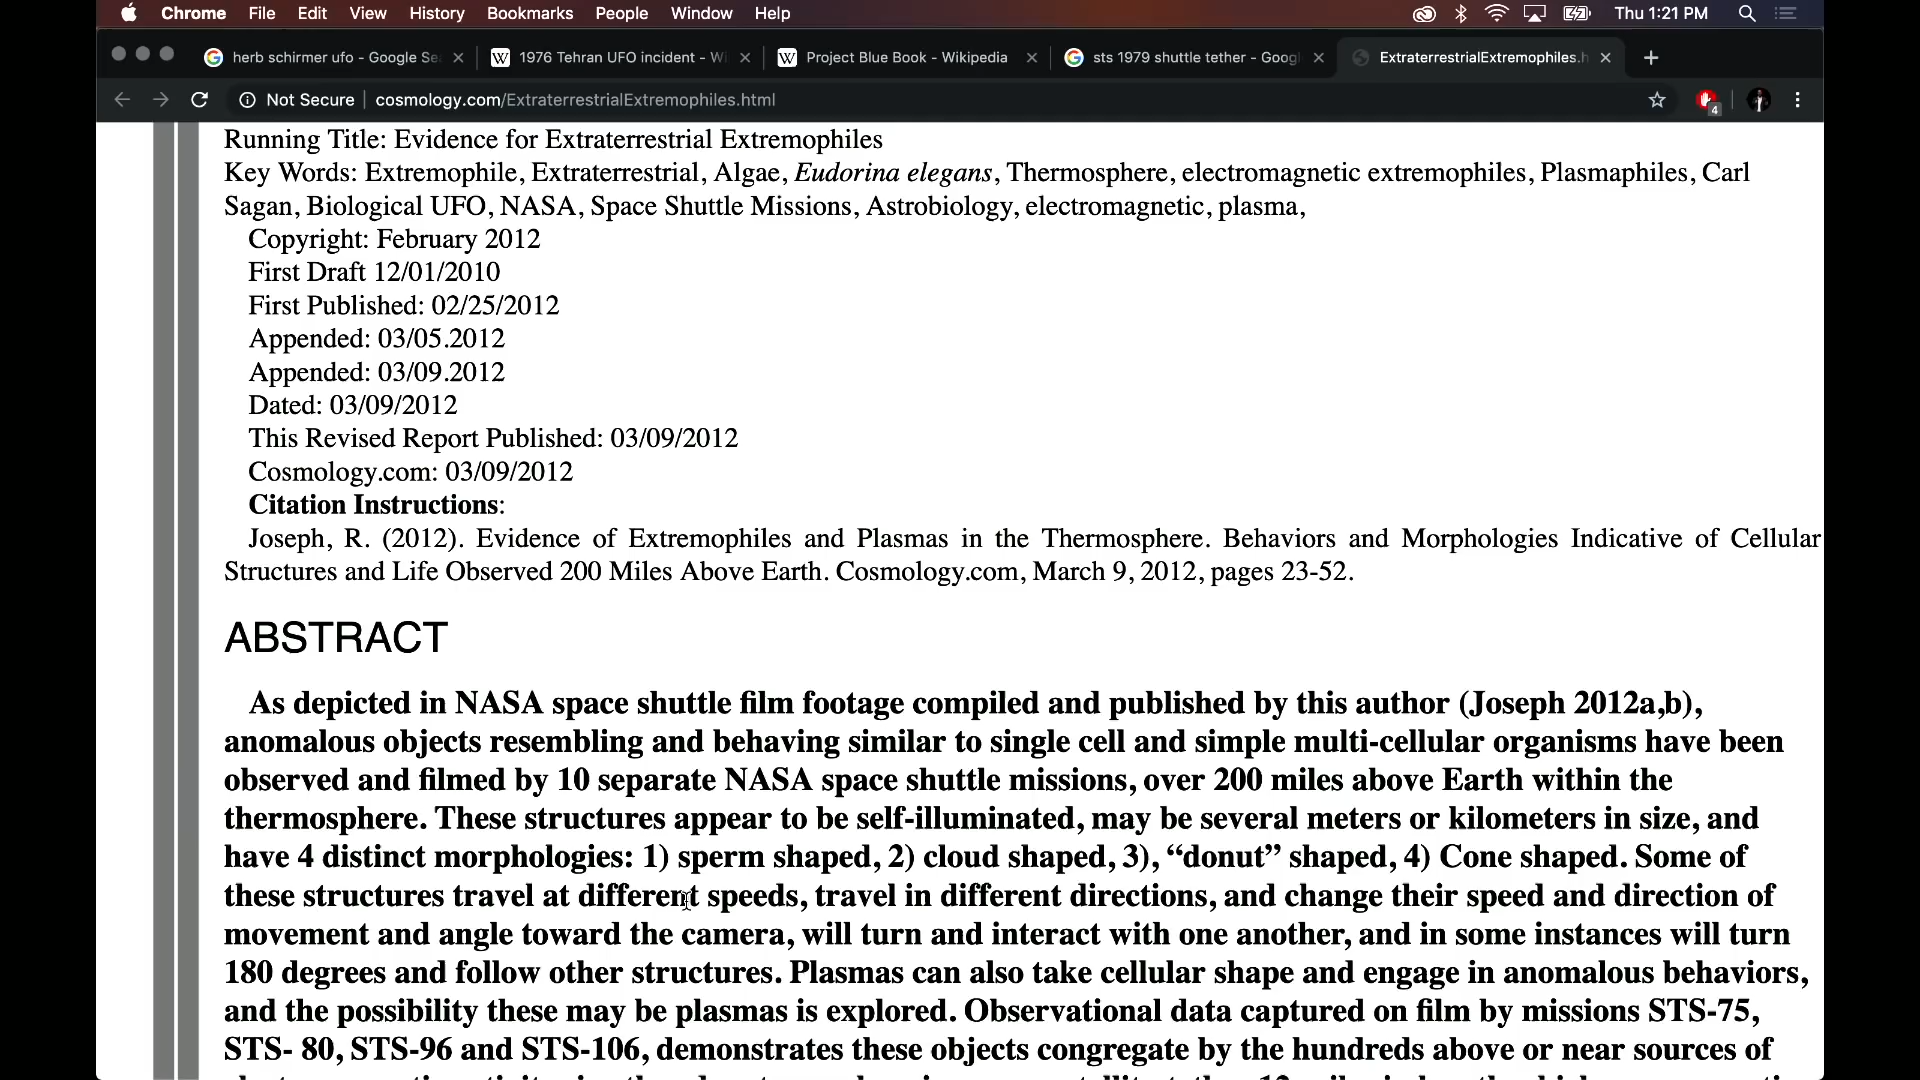 Chrome File Edit View History Bookmarks People Window Help Thu 1:21 PM
herb schirmer ufo - Google Se
1976 Tehran UFO incident - Wi
Project Blue Book - Wikipedia
sts 1979 shuttle tether - Googl
ExtraterrestrialExtremophiles.h
Not Secure cosmology.com/ExtraterrestrialExtremophiles.html 4
Running Title: Evidence for Extraterrestrial Extremophiles
Key Words: Extremophile, Extraterrestrial, Algae, Eudorina elegans, Thermosphere, electromagnetic extremophiles, Plasmaphiles, Carl
Sagan, Biological UFO, NASA, Space Shuttle Missions, Astrobiology, electromagnetic, plasma,
Copyright: February 2012
First Draft 12/01/2010
First Published: 02/25/2012
Appended: 03/05.2012
Appended: 03/09.2012
Dated: 03/09/2012
This Revised Report Published: 03/09/2012
Cosmology.com: 03/09/2012
Citation Instructions:
Joseph, R. (2012). Evidence of Extremophiles and Plasmas in the Thermosphere. Behaviors and Morphologies Indicative of Cellular
Structures and Life Observed 200 Miles Above Earth. Cosmology.com, March 9, 2012, pages 23-52.
ABSTRACT
As depicted in NASA space shuttle film footage compiled and published by this author (Joseph 2012a,b),
anomalous objects resembling and behaving similar to single cell and simple multi-cellular organisms have been
observed and filmed by 10 separate NASA space shuttle missions, over 200 miles above Earth within the
thermosphere. These structures appear to be self-illuminated, may be several meters or kilometers in size, and
have 4 distinct morphologies: 1) sperm shaped, 2) cloud shaped, 3), “donut” shaped, 4) Cone shaped. Some of
these structures travel at different speeds, travel in different directions, and change their speed and direction of
movement and angle toward the camera, will turn and interact with one another, and in some instances will turn
180 degrees and follow other structures. Plasmas can also take cellular shape and engage in anomalous behaviors,
and the possibility these may be plasmas is explored. Observational data captured on film by missions STS-75,
STS- 80, STS-96 and STS-106, demonstrates these objects congregate by the hundreds above or near sources of